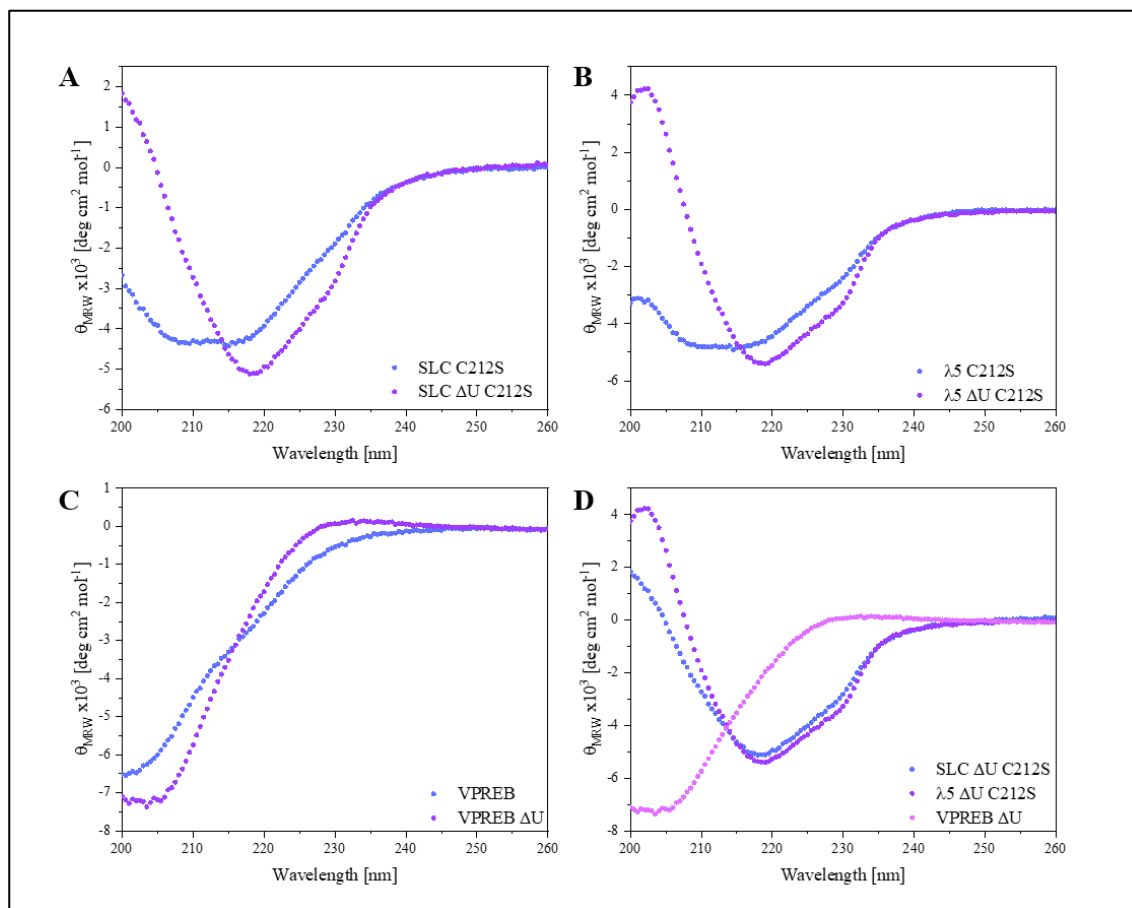 A
2
1
0
-1
-2
-3
-4
-5
-6
θMRW x10³ [deg cm² mol⁻¹]
SLC C212S
SLC ΔU C212S
200 210 220 230 240 250 260
Wavelength [nm]
B
4
2
0
-2
-4
-6
θMRW x10³ [deg cm² mol⁻¹]
λ5 C212S
λ5 ΔU C212S
200 210 220 230 240 250 260
Wavelength [nm]
C
1
0
-1
-2
-3
-4
-5
-6
-7
-8
θMRW x10³ [deg cm² mol⁻¹]
VPREB
VPREB ΔU
200 210 220 230 240 250 260
Wavelength [nm]
D
4
2
0
-2
-4
-6
-8
θMRW x10³ [deg cm² mol⁻¹]
SLC ΔU C212S
λ5 ΔU C212S
VPREB ΔU
200 210 220 230 240 250 260
Wavelength [nm]